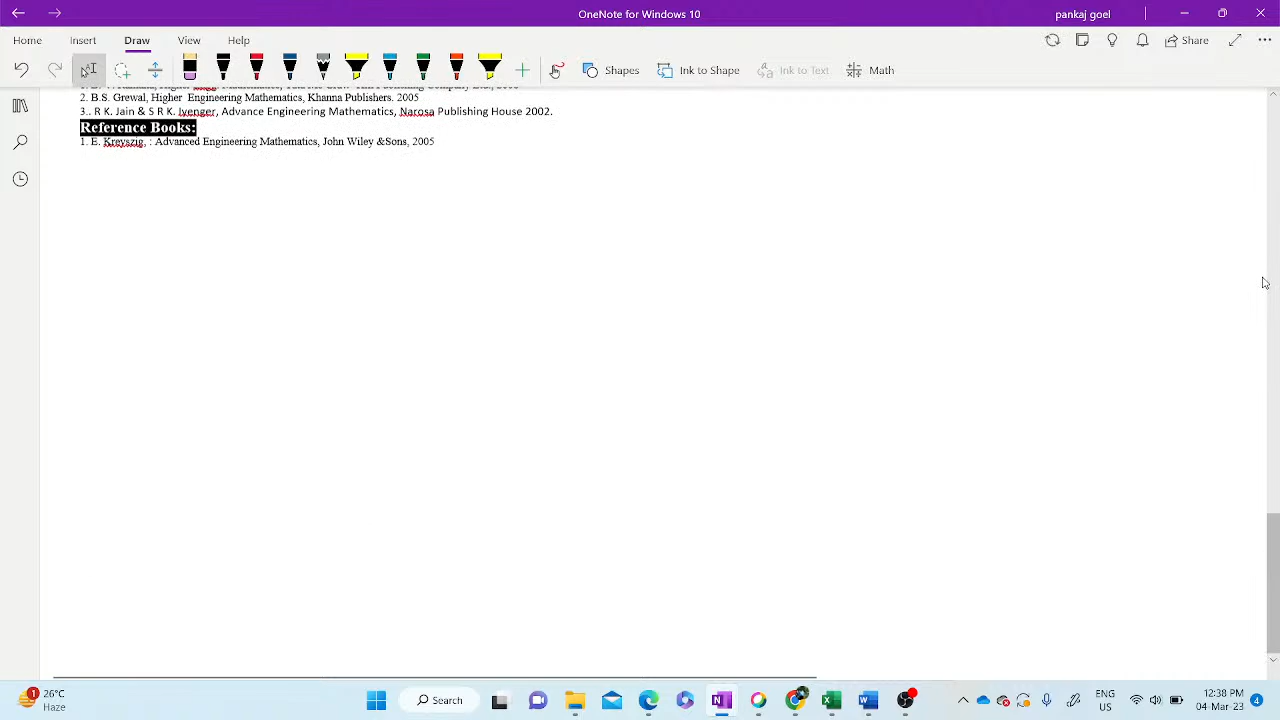 OneNote for Windows 10
pankaj goel
Home Insert Draw View Help
Share
Shapes Ink to Shape Ink to Text Math
2. B.S. Grewal, Higher Engineering Mathematics, Khanna Publishers. 2005
3.. R K. Jain & S R K. Iyenger, Advance Engineering Mathematics, Narosa Publishing House 2002.
Reference Books:
1. E. Kreyszig, : Advanced Engineering Mathematics, John Wiley &Sons, 2005
26°C
Haze
Search
ENG
US
04-Mar-23
1
4